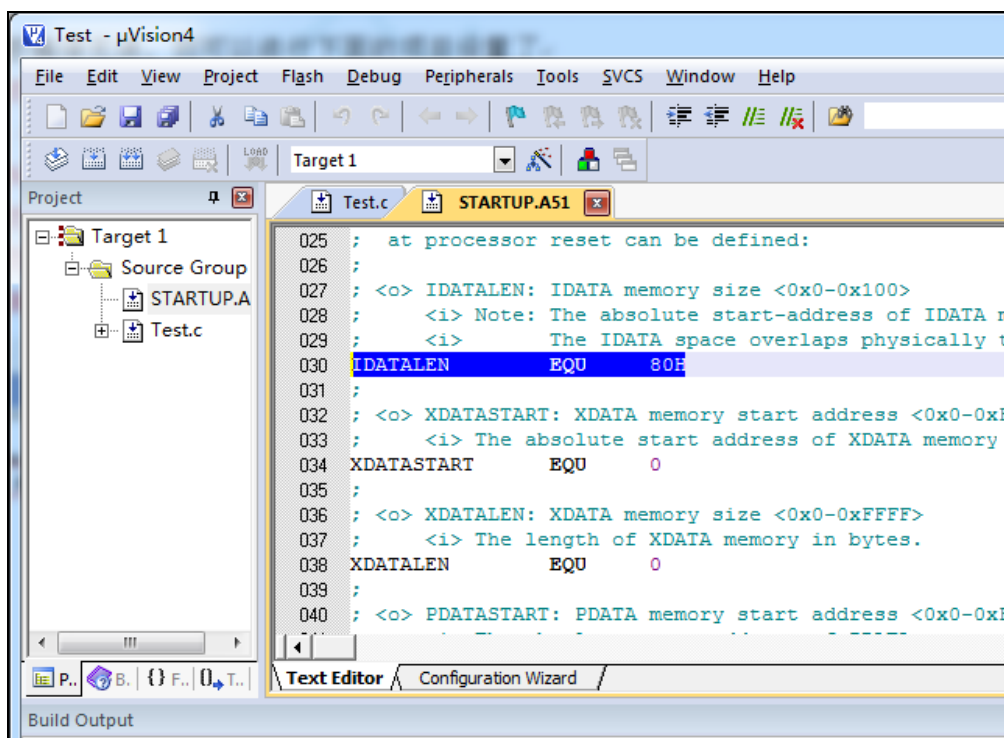 Test - µVision4
File Edit View Project Flash Debug Peripherals Tools SVCS Window Help
LOAD
Target 1
Project
Test.c STARTUP.A51
Target 1
Source Group
STARTUP.A
Test.c
025 ;  at processor reset can be defined:
026 ;
027 ; <o> IDATALEN: IDATA memory size <0x0-0x100>
028 ;     <i> Note: The absolute start-address of IDATA
029 ;     <i>       The IDATA space overlaps physically
030 IDATALEN        EQU     80H
031 ;
032 ; <o> XDATASTART: XDATA memory start address <0x0-0x
033 ;     <i> The absolute start address of XDATA memory
034 XDATASTART      EQU     0
035 ;
036 ; <o> XDATALEN: XDATA memory size <0x0-0xFFFF>
037 ;     <i> The length of XDATA memory in bytes.
038 XDATALEN        EQU     0
039 ;
040 ; <o> PDATASTART: PDATA memory start address <0x0-0x
P.. B. {} F.. 0 T..
Text Editor Configuration Wizard
Build Output